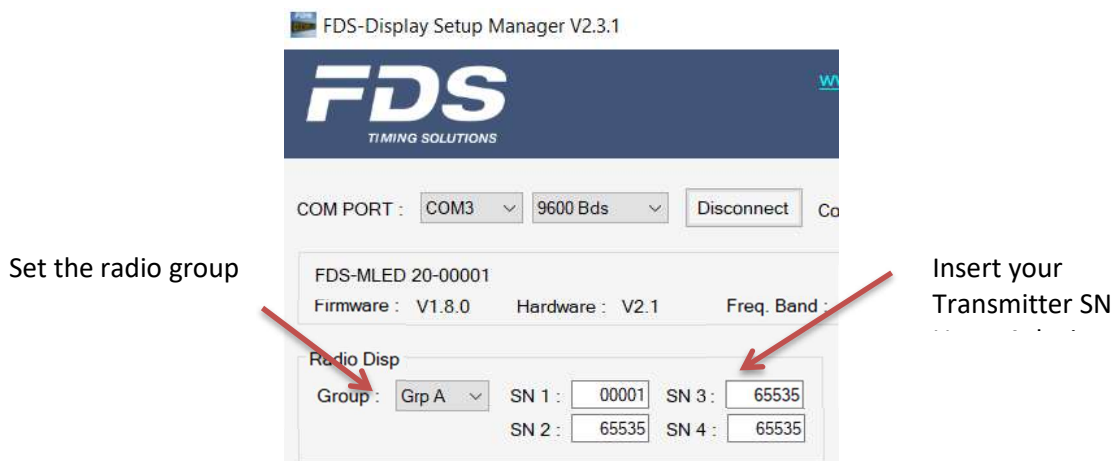 FDS-Display Setup Manager V2.3.1
FDS
TIMING SOLUTIONS
COM PORT : COM3 9600 Bds Disconnect
Set the radio group
Insert your
Transmitter SN
FDS-MLED 20-00001
Firmware : V1.8.0 Hardware : V2.1 Freq. Band :
Radio Disp
Group : Grp A SN 1 : 00001 SN 3 : 65535
SN 2 : 65535 SN 4 : 65535